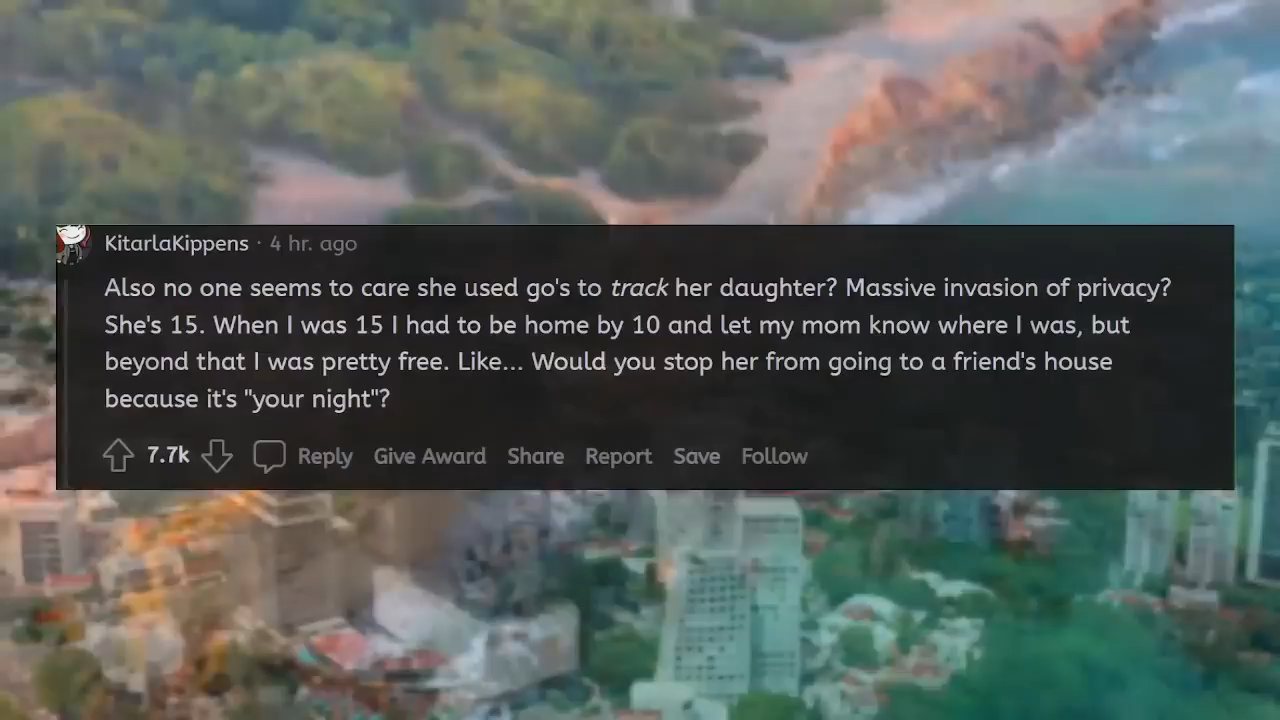 KitarlaKippens · 4 hr. ago
Also no one seems to care she used go's to track her daughter? Massive invasion of privacy?
She's 15. When I was 15 I had to be home by 10 and let my mom know where I was, but
beyond that I was pretty free. Like... Would you stop her from going to a friend's house
because it's "your night"?
7.7k Reply Give Award Share Report Save Follow